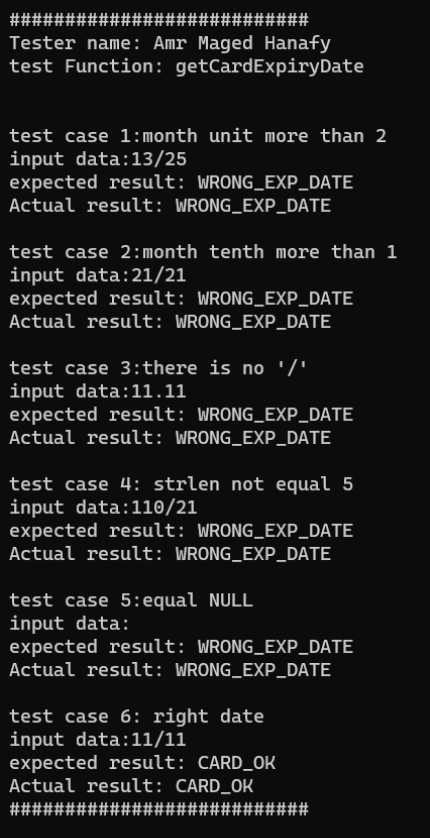 ###########################
Tester name: Amr Maged Hanafy
test Function: getCardExpiryDate
test case 1:month unit more than 2
input data:13/25
expected result: WRONG_EXP_DATE
Actual result: WRONG_EXP_DATE
test case 2:month tenth more than 1
input data:21/21
expected result: WRONG_EXP_DATE
Actual result: WRONG_EXP_DATE
test case 3:there is no '/'
input data:11.11
expected result: WRONG_EXP_DATE
Actual result: WRONG_EXP_DATE
test case 4: strlen not equal 5
input data:110/21
expected result: WRONG_EXP_DATE
Actual result: WRONG_EXP_DATE
test case 5:equal NULL
input data:
expected result: WRONG_EXP_DATE
Actual result: WRONG_EXP_DATE
test case 6: right date
input data:11/11
expected result: CARD_OK
Actual result: CARD_OK
###########################